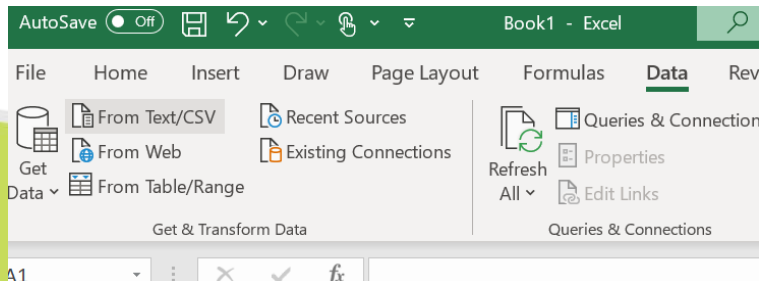 AutoSave Off Book1 - Excel
File Home Insert Draw Page Layout Formulas Data Rev
From Text/CSV Recent Sources Queries & Connection
From Web Existing Connections Properties
Get Data From Table/Range Refresh All Edit Links
Get & Transform Data Queries & Connections
A1 fx